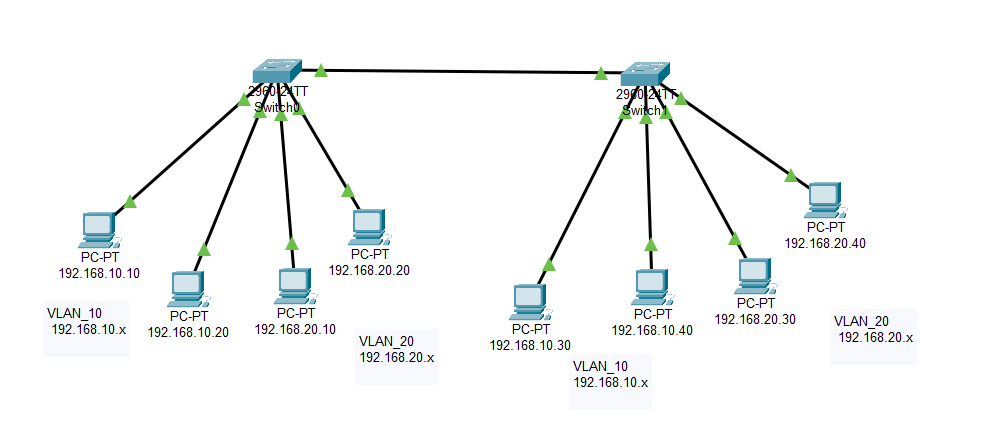 2960-24TT
Switch0
2960-24TT
Switch1
PC-PT
192.168.10.10
PC-PT
192.168.10.20
PC-PT
192.168.20.10
PC-PT
192.168.20.20
VLAN_10
192.168.10.x
VLAN_20
192.168.20.x
PC-PT
192.168.10.30
PC-PT
192.168.10.40
PC-PT
192.168.20.30
PC-PT
192.168.20.40
VLAN_10
192.168.10.x
VLAN_20
192.168.20.x